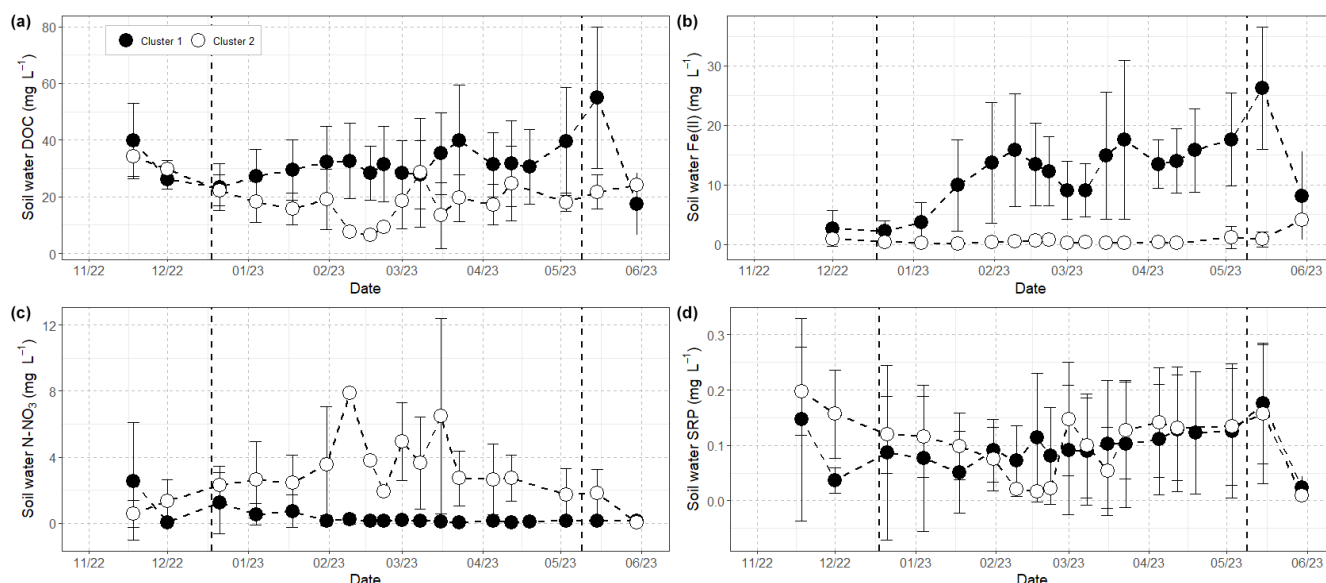 (a)
Soil water DOC (mg L⁻¹)
80
60
40
20
0
Cluster 1 Cluster 2
11/22 12/22 01/23 02/23 03/23 04/23 05/23 06/23
Date
(b)
Soil water Fe(II) (mg L⁻¹)
30
20
10
0
11/22 12/22 01/23 02/23 03/23 04/23 05/23 06/23
Date
(c)
Soil water N-NO₃ (mg L⁻¹)
12
8
4
0
11/22 12/22 01/23 02/23 03/23 04/23 05/23 06/23
Date
(d)
Soil water SRP (mg L⁻¹)
0.3
0.2
0.1
0.0
11/22 12/22 01/23 02/23 03/23 04/23 05/23 06/23
Date